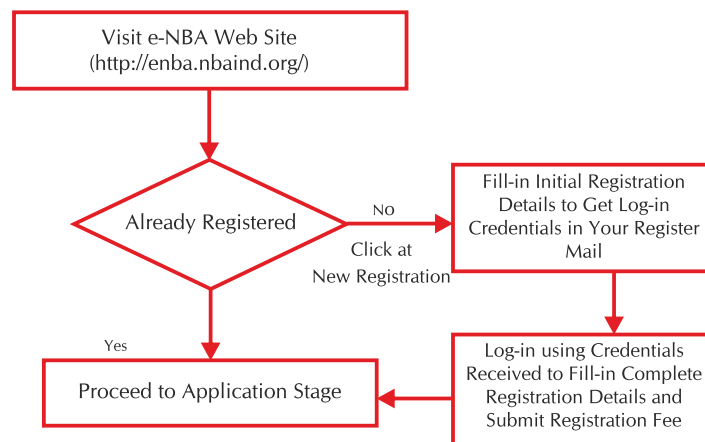 Visit e-NBA Web Site
(http://enba.nbaind.org/)
Already Registered
No
Click at
New Registration
Fill-in Initial Registration
Details to Get Log-in
Credentials in Your Register
Mail
Yes
Proceed to Application Stage
Log-in using Credentials
Received to Fill-in Complete
Registration Details and
Submit Registration Fee